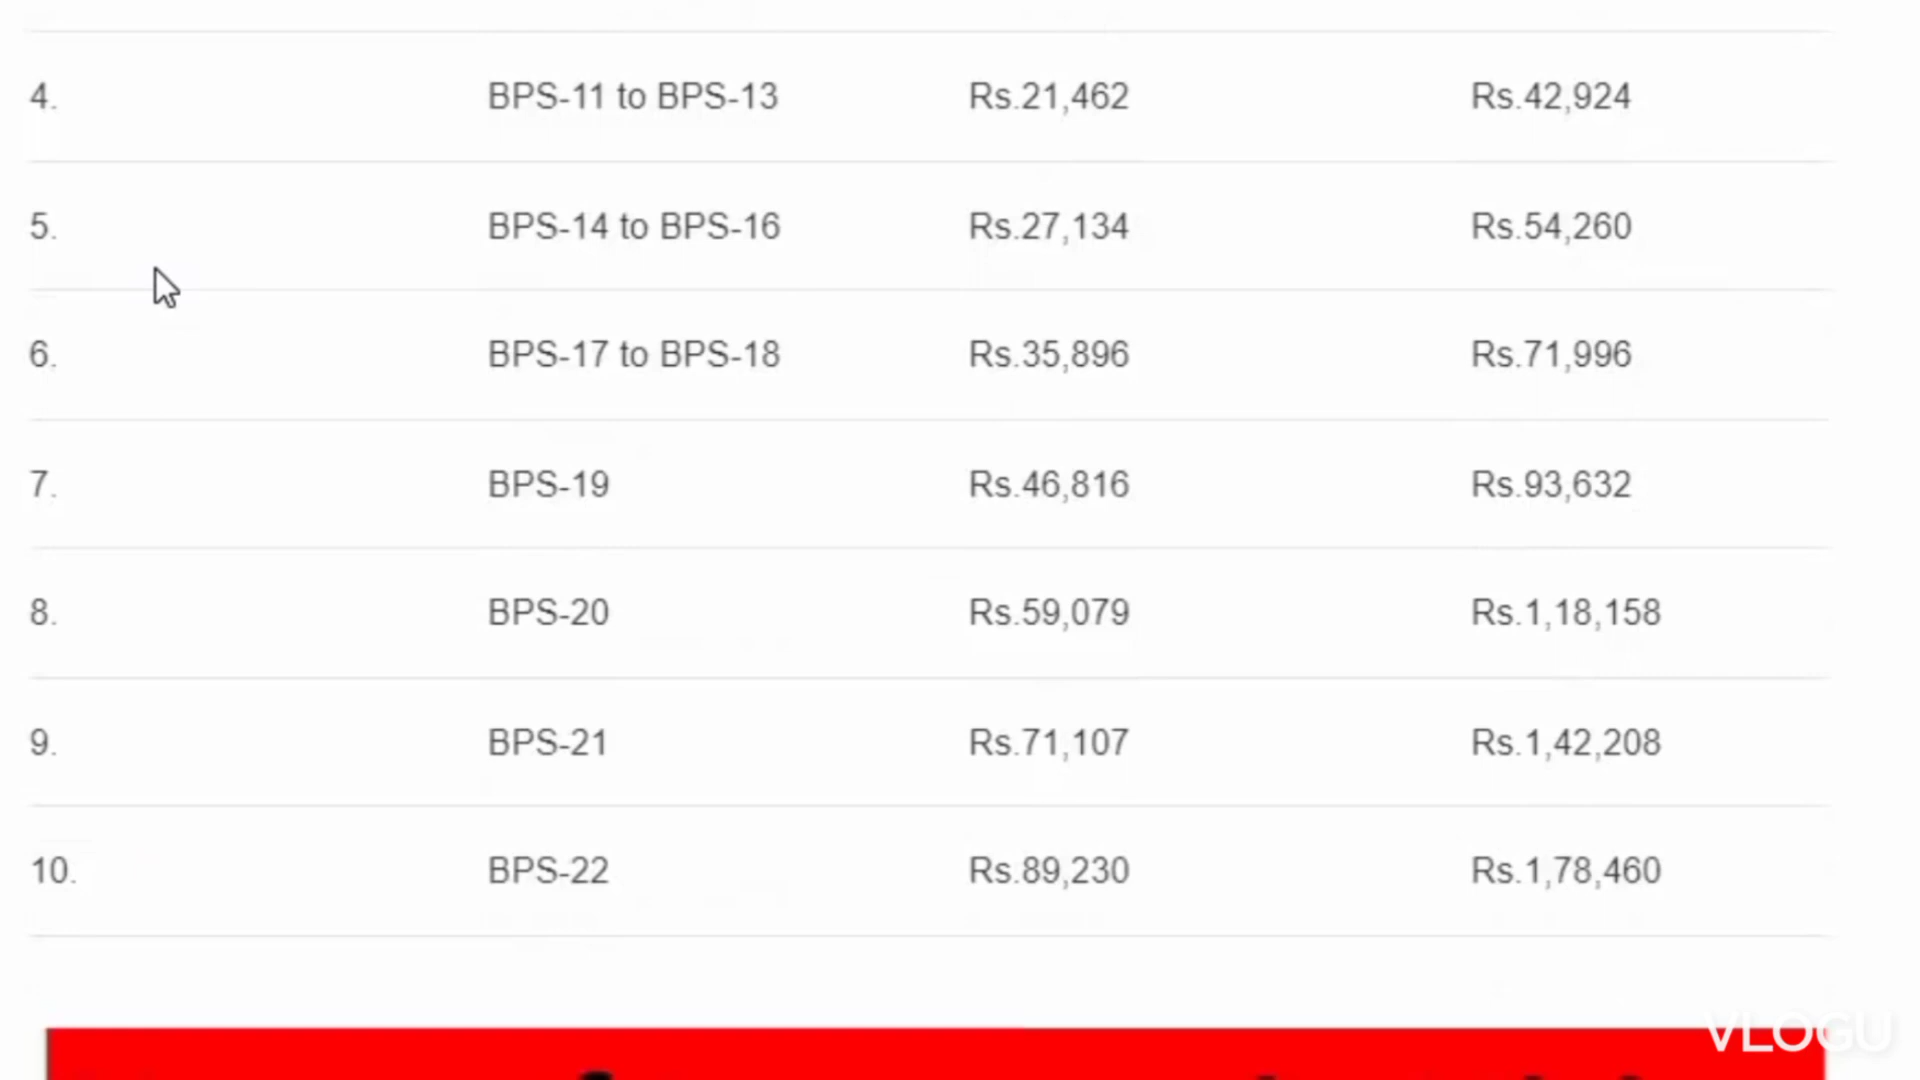 4. BPS-11 to BPS-13 Rs.21,462 Rs.42,924
5. BPS-14 to BPS-16 Rs.27,134 Rs.54,260
6. BPS-17 to BPS-18 Rs.35,896 Rs.71,996
7. BPS-19 Rs.46,816 Rs.93,632
8. BPS-20 Rs.59,079 Rs.1,18,158
9. BPS-21 Rs.71,107 Rs.1,42,208
10. BPS-22 Rs.89,230 Rs.1,78,460
VLOGU